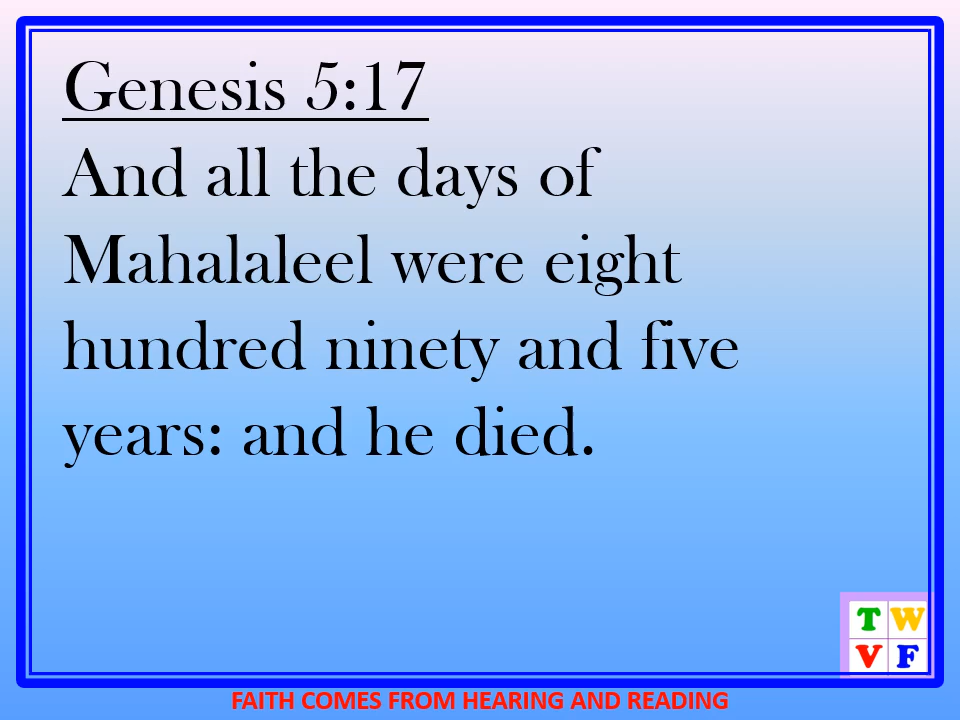 Genesis 5:17
And all the days of
Mahalaleel were eight
hundred ninety and five
years: and he died.
T W
V F
FAITH COMES FROM HEARING AND READING